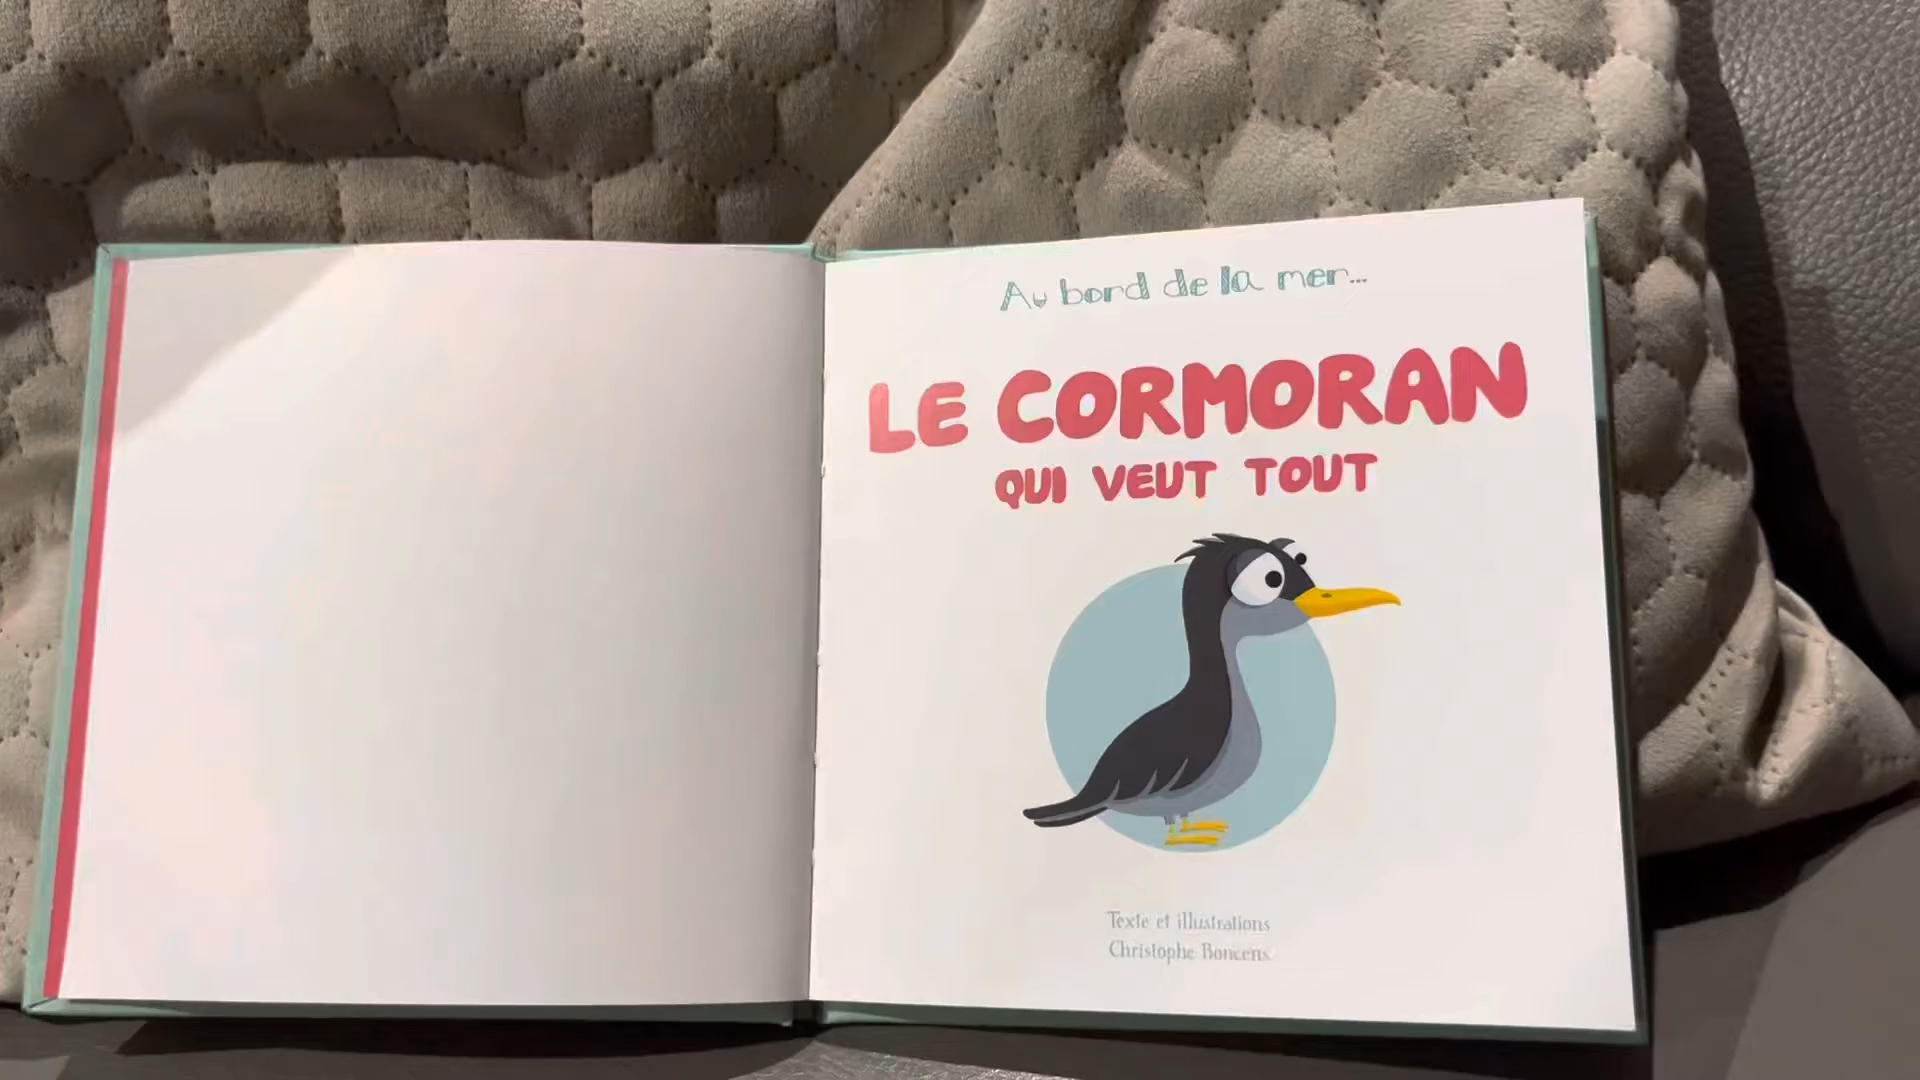 Au bord de la mer...
LE CORMORAN
QUI VEUT TOUT
Texte et illustrations
Christophe Boncens